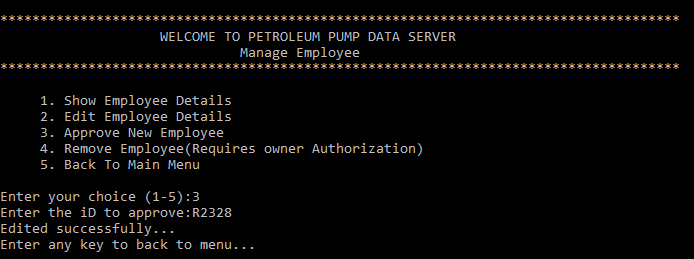 *************************************************************************************
WELCOME TO PETROLEUM PUMP DATA SERVER
Manage Employee
*************************************************************************************
1. Show Employee Details
2. Edit Employee Details
3. Approve New Employee
4. Remove Employee(Requires owner Authorization)
5. Back To Main Menu
Enter your choice (1-5):3
Enter the iD to approve:R2328
Edited successfully...
Enter any key to back to menu...